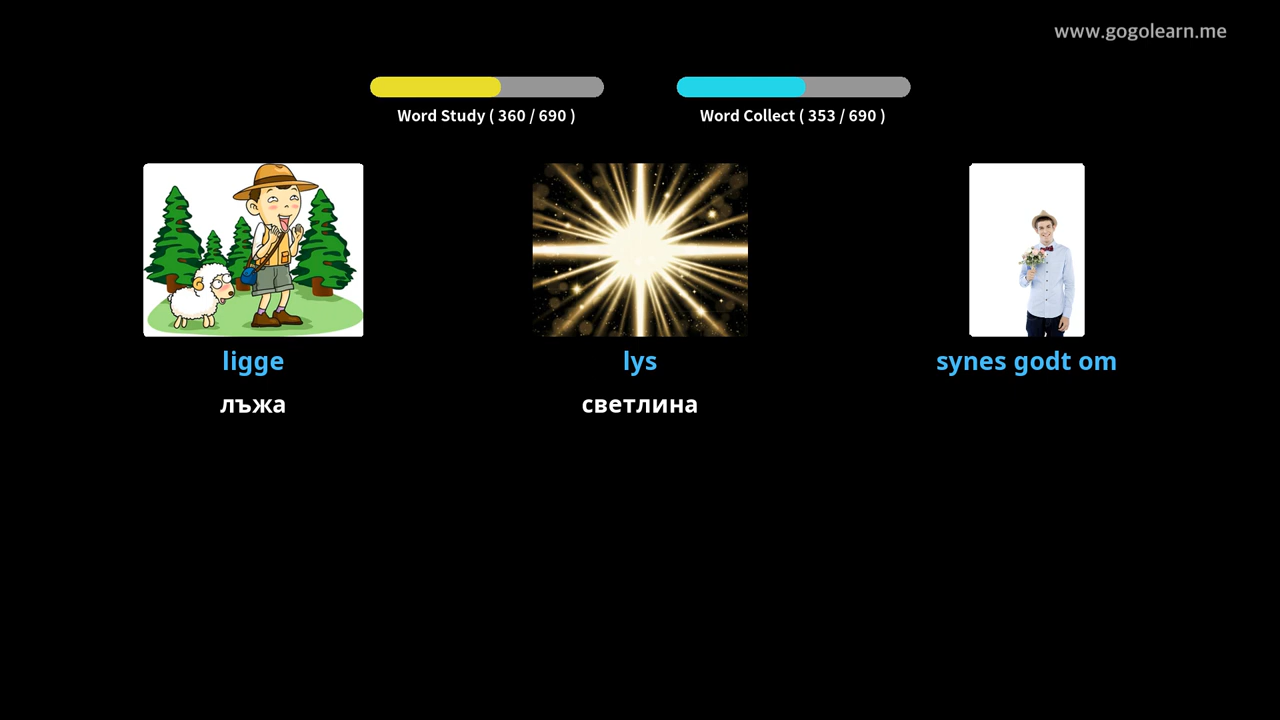 www.gogolearn.me
Word Study ( 360 / 690 )
Word Collect ( 353 / 690 )
ligge
lys
synes godt om
лъжа
светлина